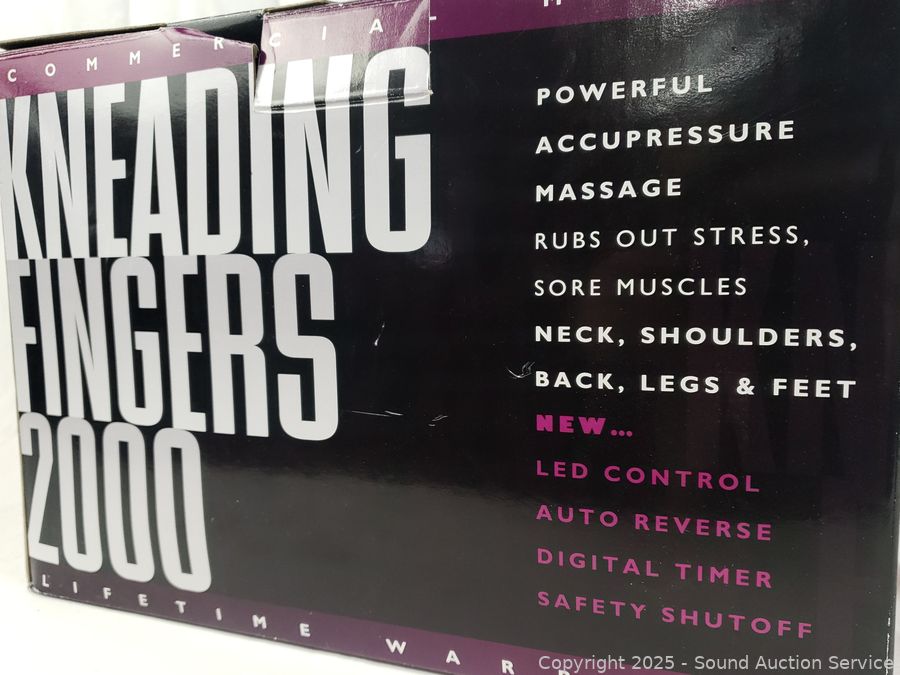 COMMERCIAL M
KNEADING
FINGERS
2000
LIFETIME WAR
POWERFUL
ACCUPRESSURE
MASSAGE
RUBS OUT STRESS,
SORE MUSCLES
NECK, SHOULDERS,
BACK, LEGS & FEET
NEW...
LED CONTROL
AUTO REVERSE
DIGITAL TIMER
SAFETY SHUTOFF
Copyright 2025 - Sound Auction Service